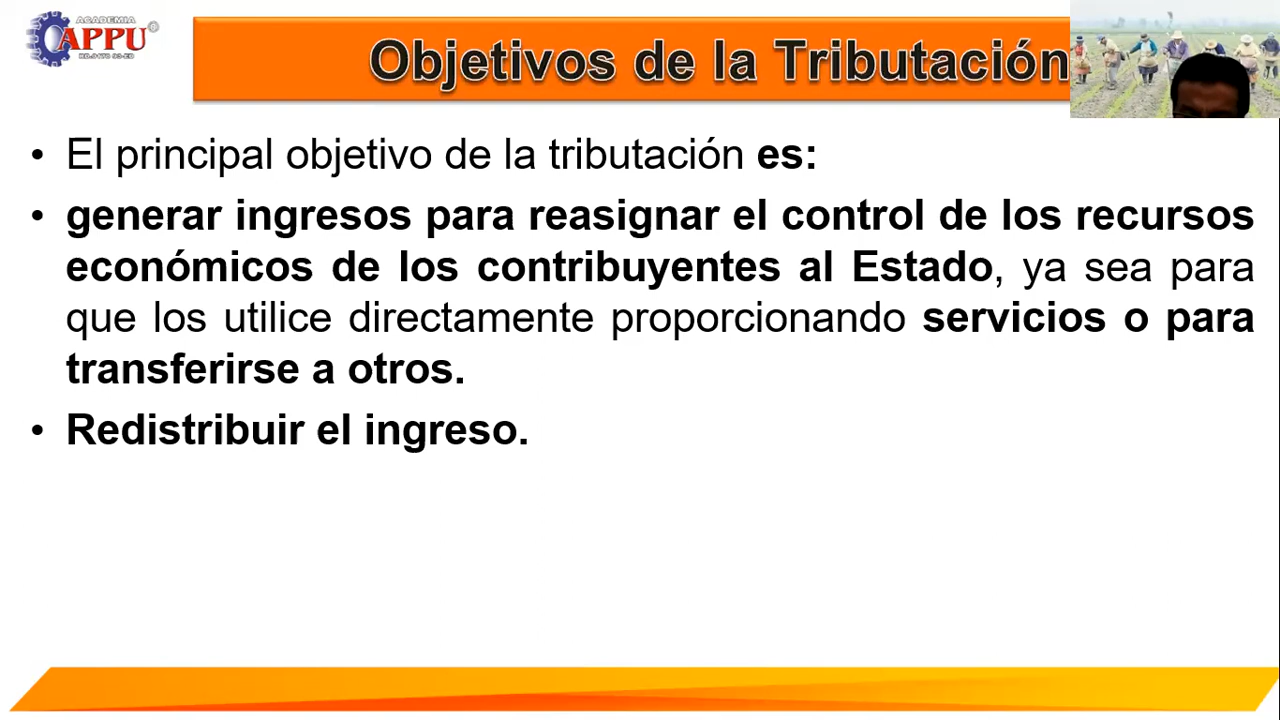 ACADEMIA
APPU
Objetivos de la Tributación
• El principal objetivo de la tributación es:
• generar ingresos para reasignar el control de los recursos
económicos de los contribuyentes al Estado, ya sea para
que los utilice directamente proporcionando servicios o para
transferirse a otros.
• Redistribuir el ingreso.